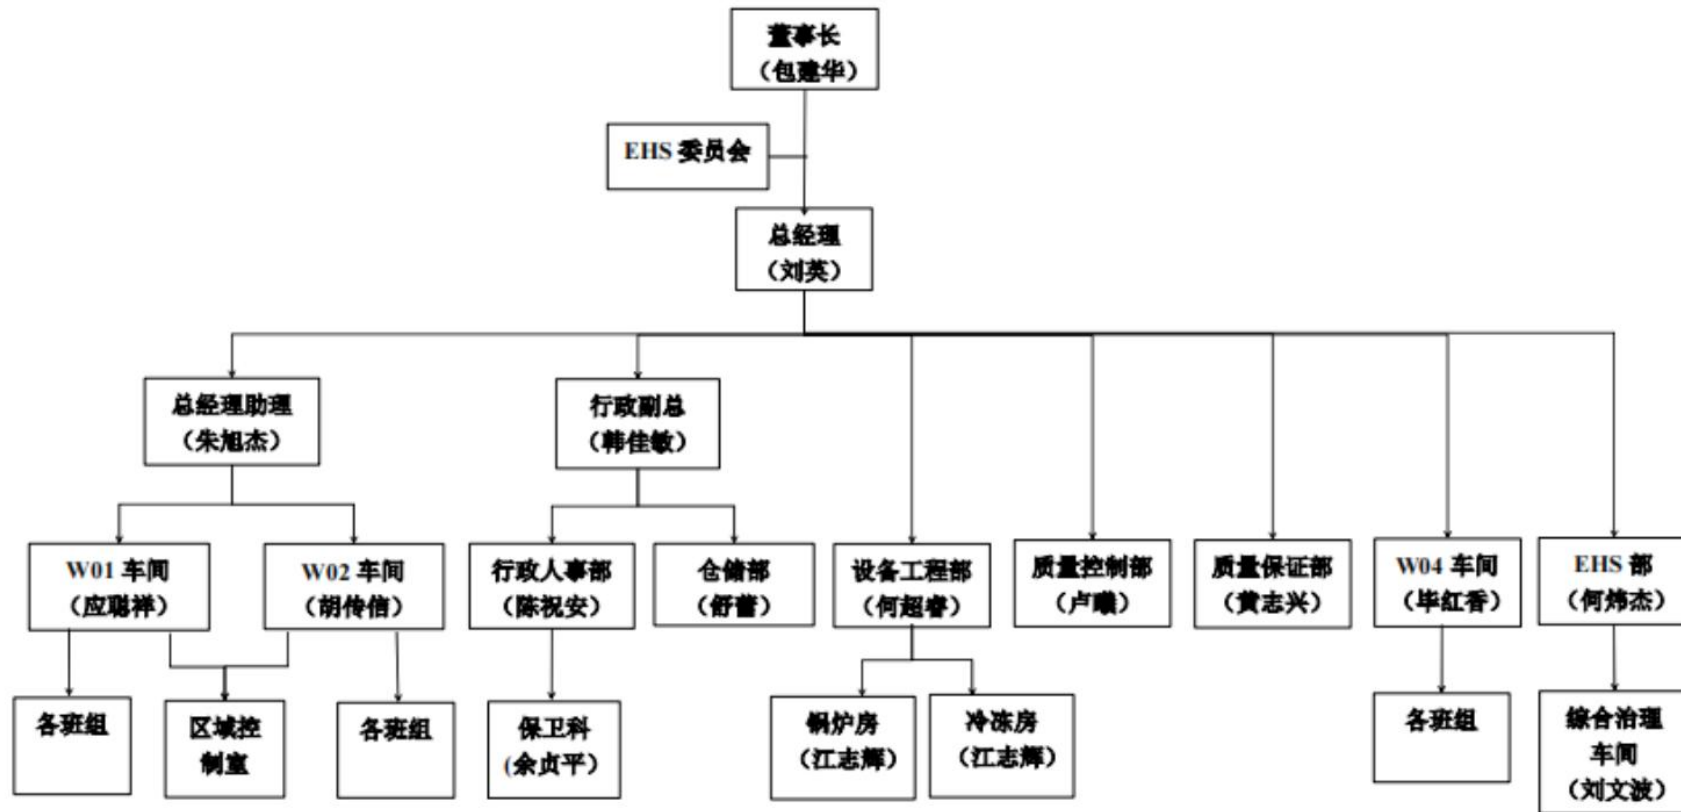 董事长
（包建华）
EHS 委员会
总经理
（刘英）
总经理助理
（朱旭杰）
行政副总
（韩佳敏）
W01 车间
（应聪祥）
W02 车间
（胡传信）
行政人事部
（陈祝安）
仓储部
（舒蕾）
设备工程部
（何超睿）
质量控制部
（卢曦）
质量保证部
（黄志兴）
W04 车间
（毕红香）
EHS 部
（何炜杰）
各班组
区域控
制室
各班组
保卫科
(余贞平）
锅炉房
（江志辉）
冷冻房
（江志辉）
各班组
综合治理
车间
（刘文波）